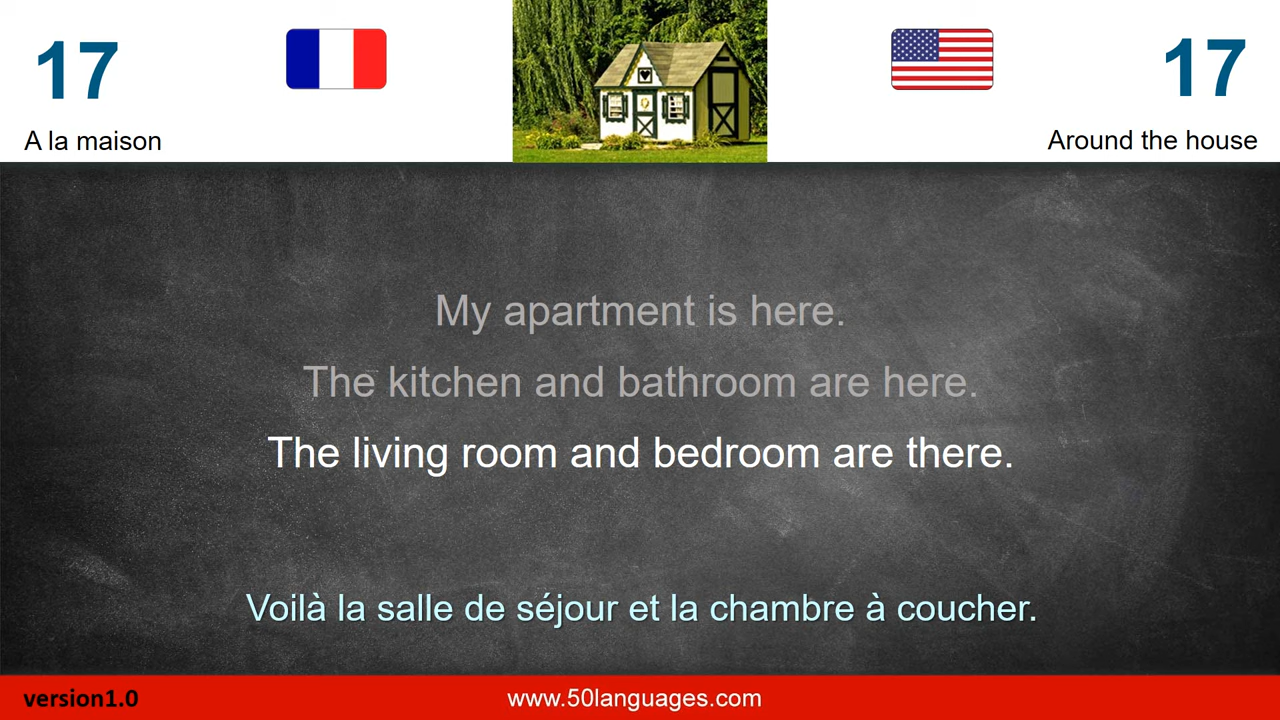 17
17
A la maison
Around the house
My apartment is here.
The kitchen and bathroom are here.
The living room and bedroom are there.
Voilà la salle de séjour et la chambre à coucher.
version1.0
www.50languages.com